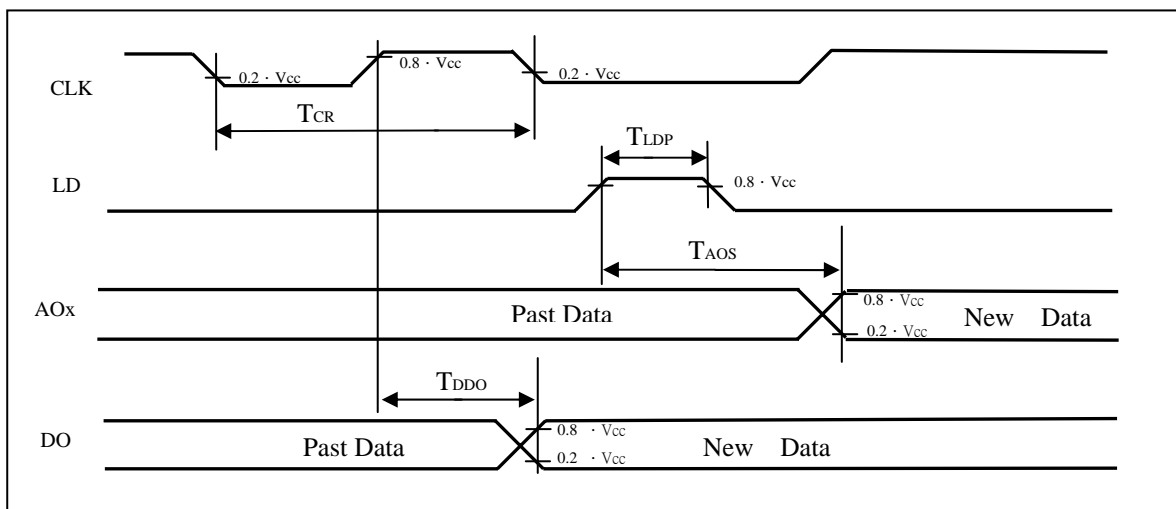 CLK
0.2 · Vcc
0.8 · Vcc
0.2 · Vcc
TCR
LD
TLDP
0.8 · Vcc
TAOS
AOx
Past Data
0.8 · Vcc
0.2 · Vcc
New Data
TDDO
DO
Past Data
0.8 · Vcc
0.2 · Vcc
New Data